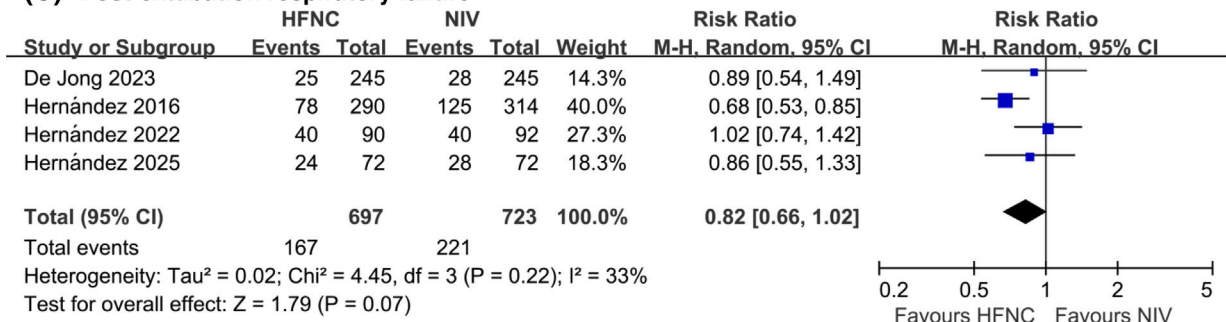 HFNC NIV Risk Ratio Risk Ratio
Study or Subgroup Events Total Events Total Weight M-H, Random, 95% CI M-H, Random, 95% CI
De Jong 2023 25 245 28 245 14.3% 0.89 [0.54, 1.49]
Hernández 2016 78 290 125 314 40.0% 0.68 [0.53, 0.85]
Hernández 2022 40 90 40 92 27.3% 1.02 [0.74, 1.42]
Hernández 2025 24 72 28 72 18.3% 0.86 [0.55, 1.33]
Total (95% CI) 697 723 100.0% 0.82 [0.66, 1.02]
Total events 167 221
Heterogeneity: Tau² = 0.02; Chi² = 4.45, df = 3 (P = 0.22); I² = 33%
Test for overall effect: Z = 1.79 (P = 0.07)
0.2 0.5 1 2 5
Favours HFNC Favours NIV